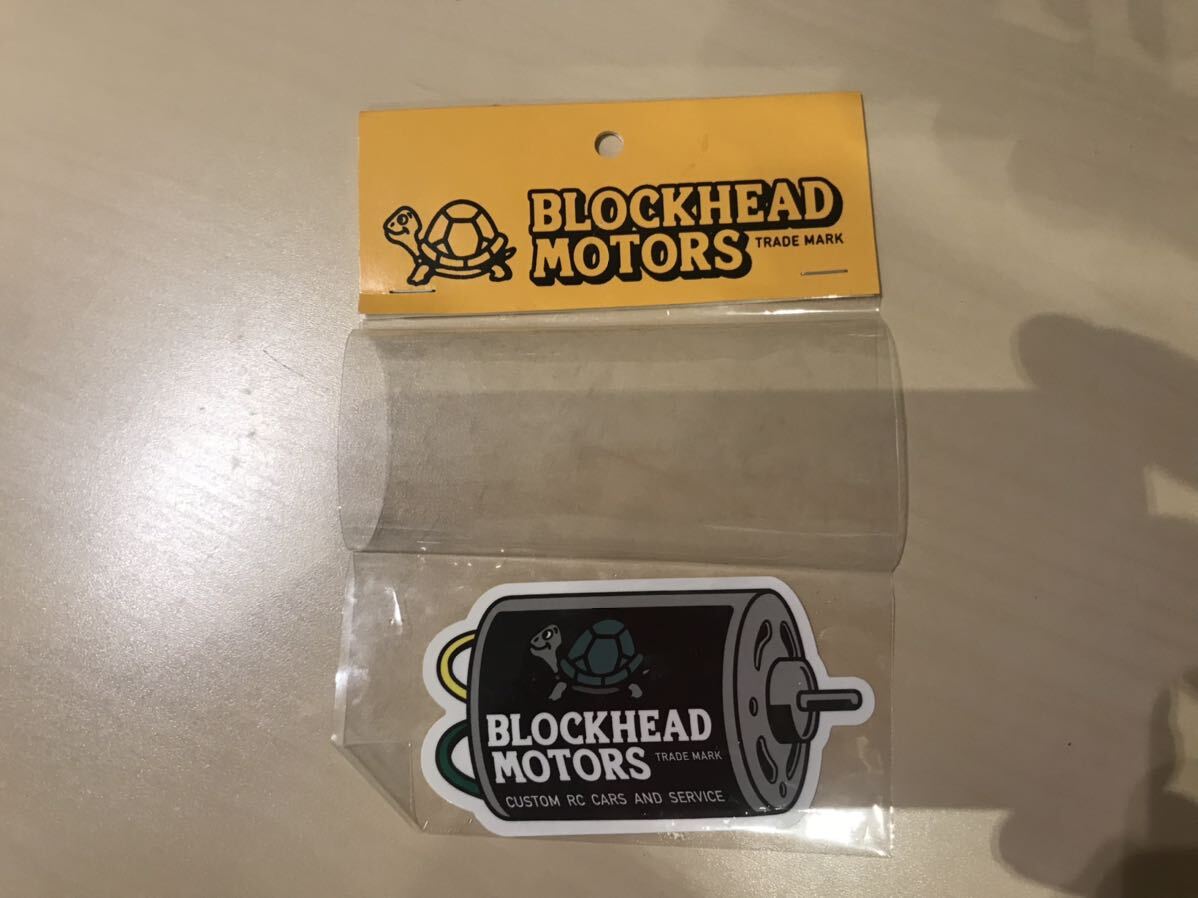 BLOCKHEAD
MOTORS
TRADE MARK
BLOCKHEAD
MOTORS
TRADE MARK
CUSTOM RC CARS AND SERVICE